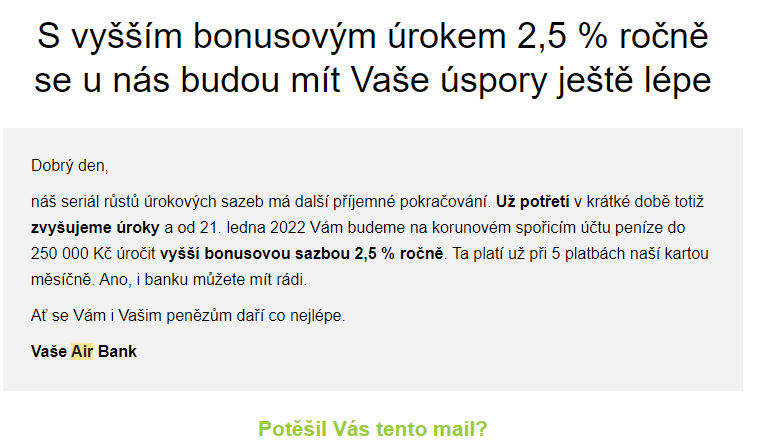 S vyšším bonusovým úrokem 2,5 % ročně
se u nás budou mít Vaše úspory ještě lépe
Dobrý den,
náš seriál růstů úrokových sazeb má další příjemné pokračování. Už potřetí v krátké době totiž
zvyšujeme úroky a od 21. ledna 2022 Vám budeme na korunovém spořicím účtu peníze do
250 000 Kč úročit vyšší bonusovou sazbou 2,5 % ročně. Ta platí už při 5 platbách naší kartou
měsíčně. Ano, i banku můžete mít rádi.
Ať se Vám i Vašim penězům daří co nejlépe.
Vaše Air Bank
Potěšil Vás tento mail?